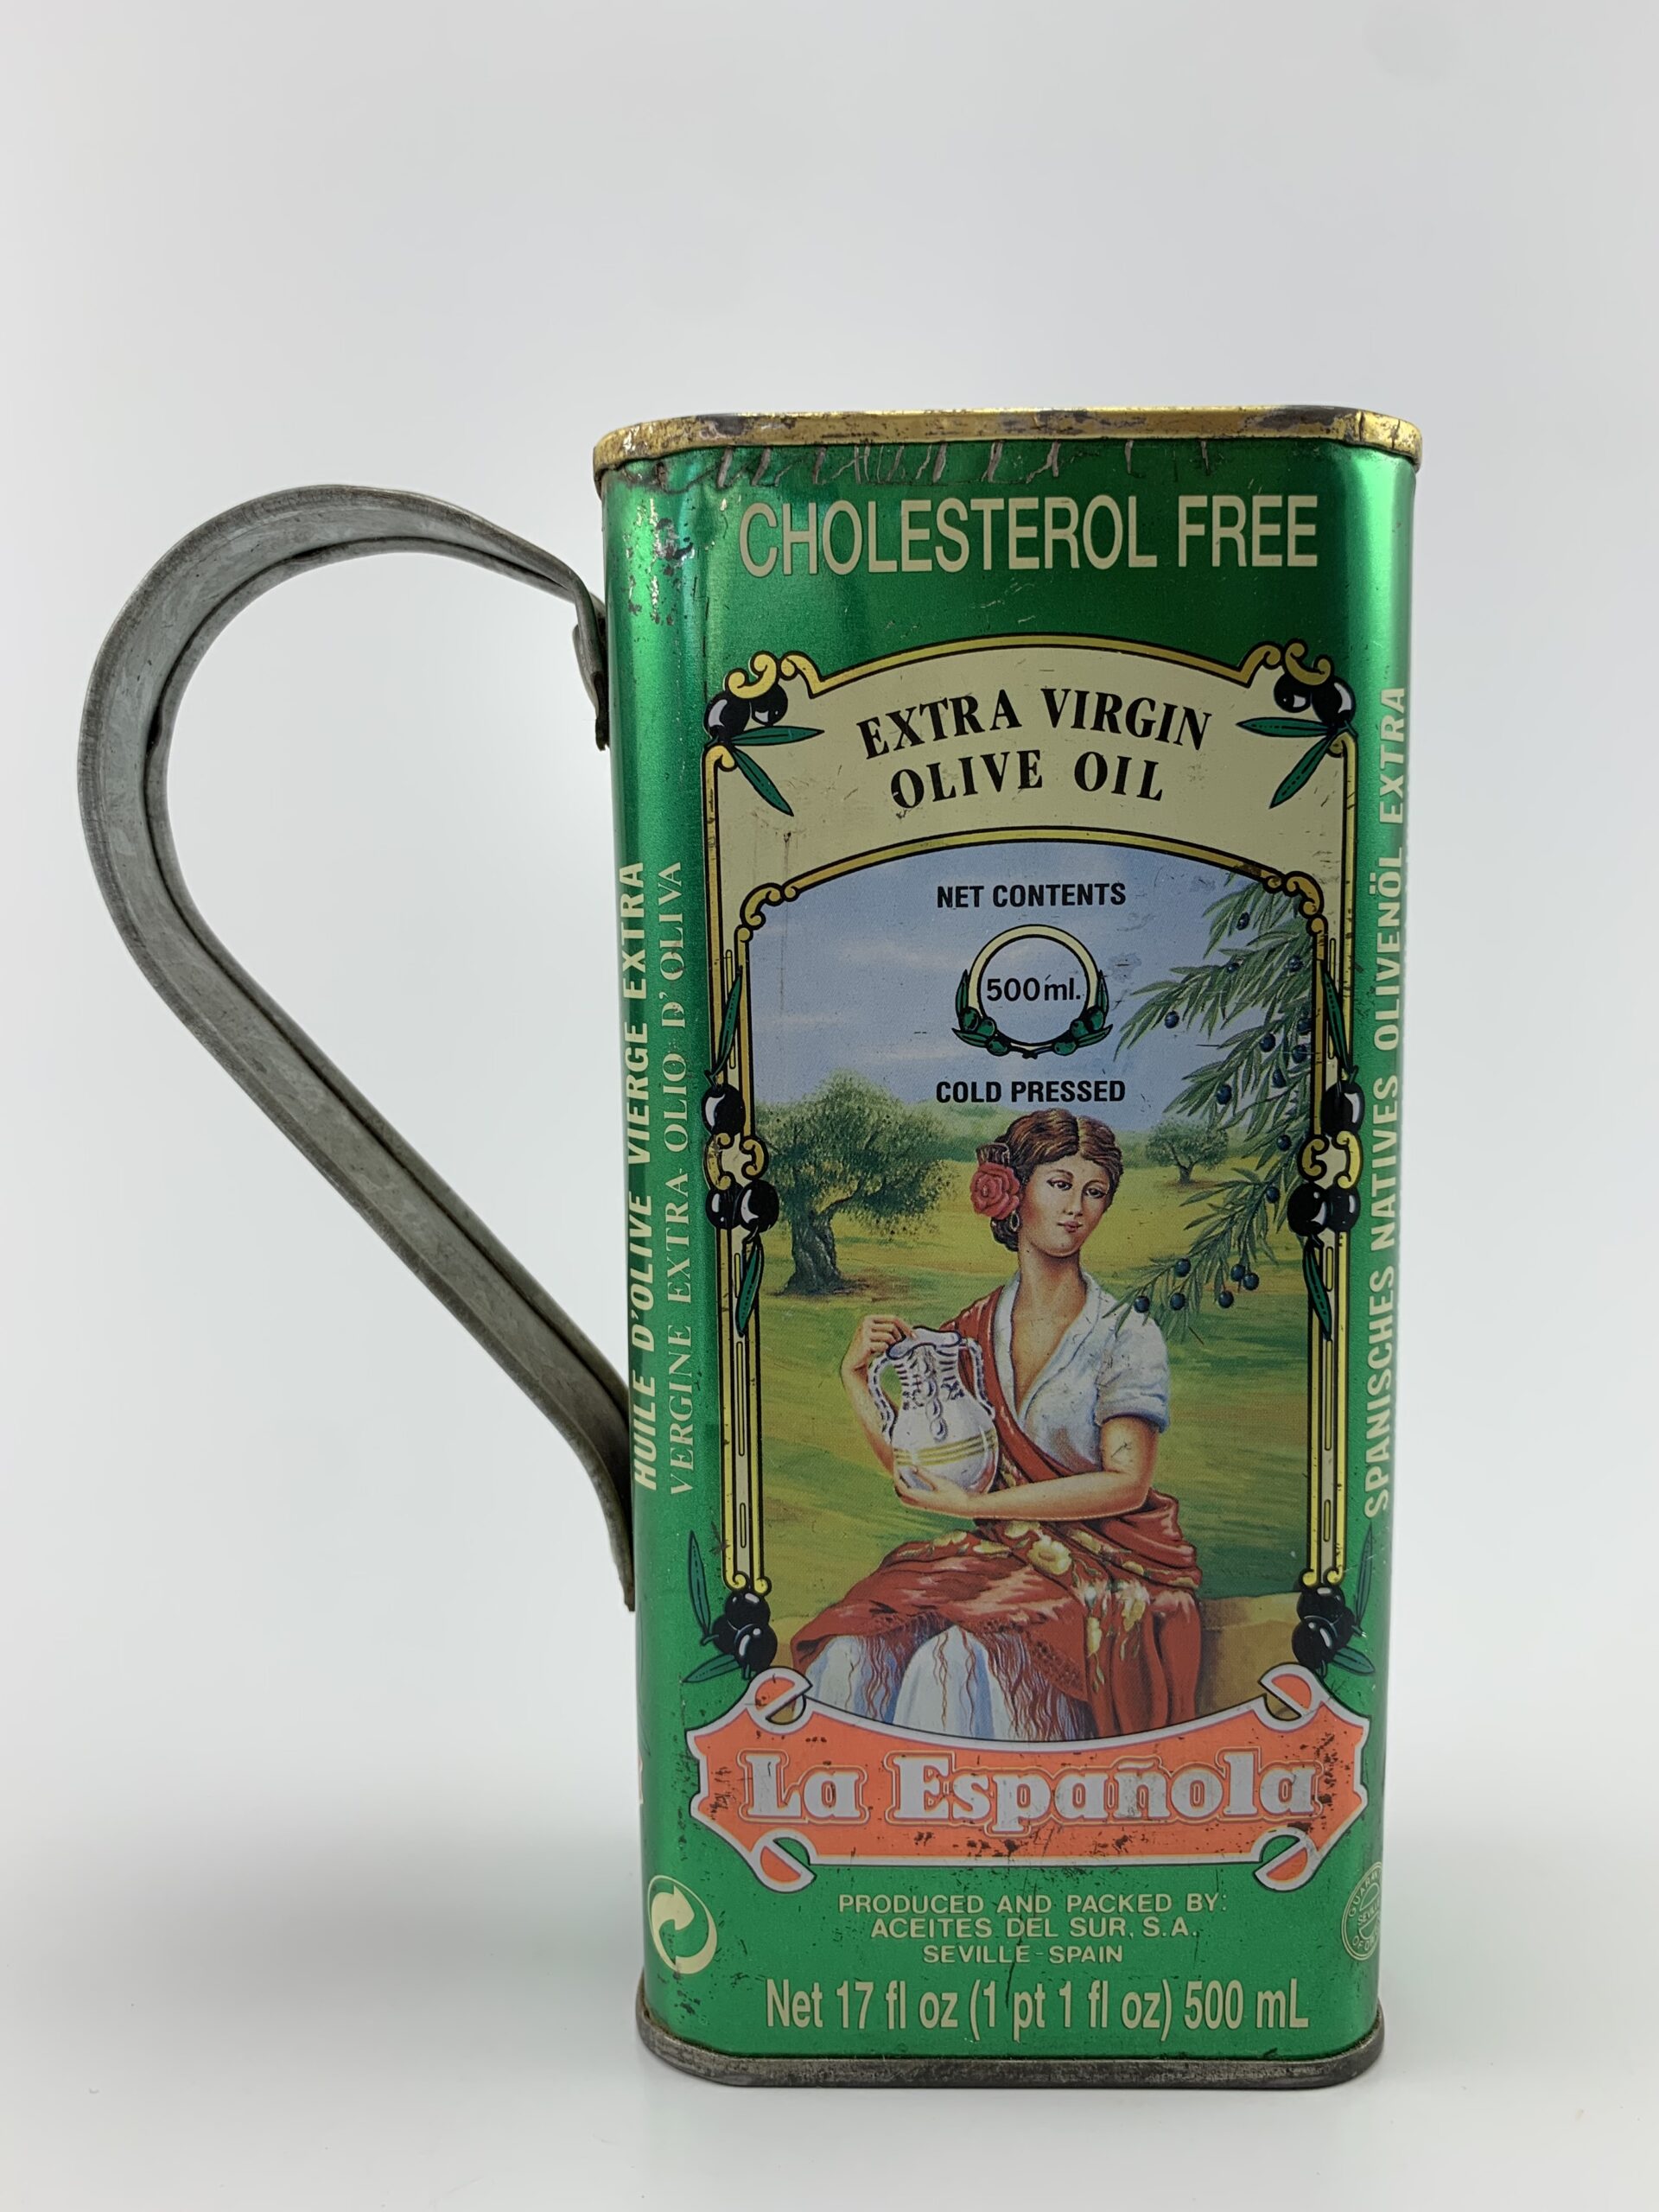 CHOLESTEROL FREE
EXTRA VIRGIN
OLIVE OIL
NET CONTENTS
500 ml.
COLD PRESSED
HUILE D'OLIVE VIERGE EXTRA
VERGINE EXTRA-OLIO D'OLIVA
SPANISCHES NATIVES OLIVENÖL EXTRA
La Española
PRODUCED AND PACKED BY:
ACEITES DEL SUR, S.A.
SEVILLE-SPAIN
Net 17 fl oz (1 pt 1 fl oz) 500 mL